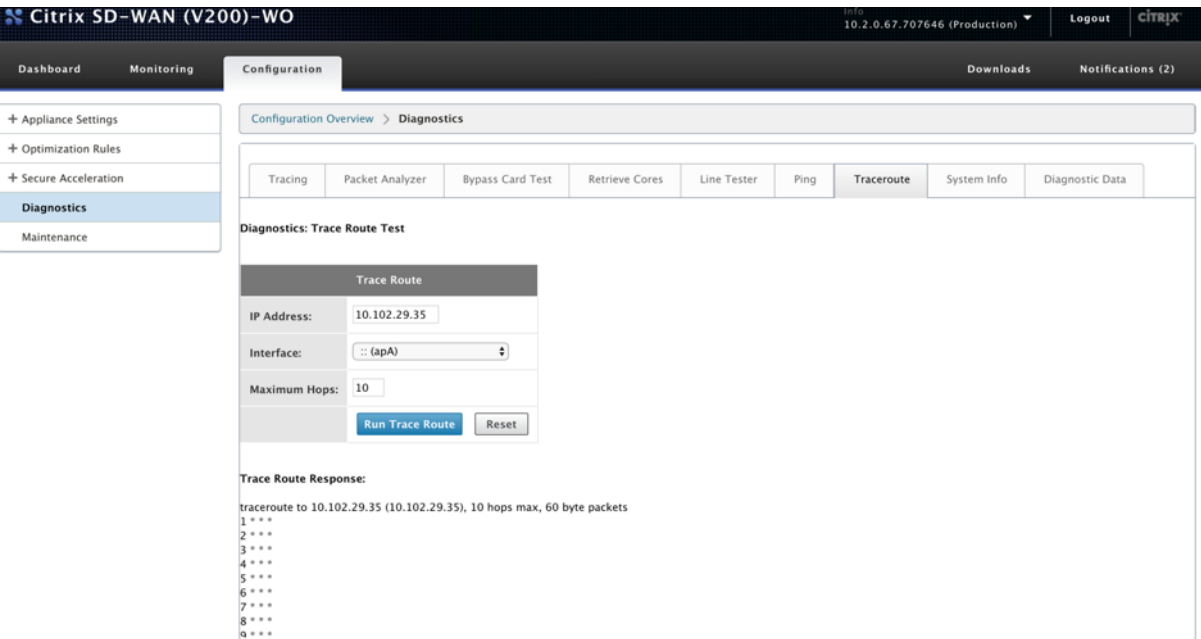 Citrix SD-WAN (V200)-WO
Info
10.2.0.67.707646 (Production)
Logout
CITRIX
Dashboard Monitoring Configuration Downloads Notifications (2)
+ Appliance Settings
+ Optimization Rules
+ Secure Acceleration
Diagnostics
Maintenance
Configuration Overview > Diagnostics
Tracing Packet Analyzer Bypass Card Test Retrieve Cores Line Tester Ping Traceroute System Info Diagnostic Data
Diagnostics: Trace Route Test
Trace Route
IP Address: 10.102.29.35
Interface: :: (apA)
Maximum Hops: 10
Run Trace Route Reset
Trace Route Response:
traceroute to 10.102.29.35 (10.102.29.35), 10 hops max, 60 byte packets
1 * * *
2 * * *
3 * * *
4 * * *
5 * * *
6 * * *
7 * * *
8 * * *
9 * * *